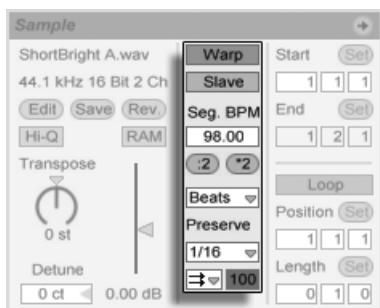 Sample
ShortBright A.wav
44.1 kHz 16 Bit 2 Ch
Edit Save Rev.
Hi-Q RAM
Transpose
0 st
Detune
0 ct 0.00 dB
Warp
Slave
Seg. BPM
98.00
:2 *2
Beats
Preserve
1/16
100
Start Set
1 1 1
End Set
1 2 1
Loop
Position Set
1 1 1
Length Set
0 1 0